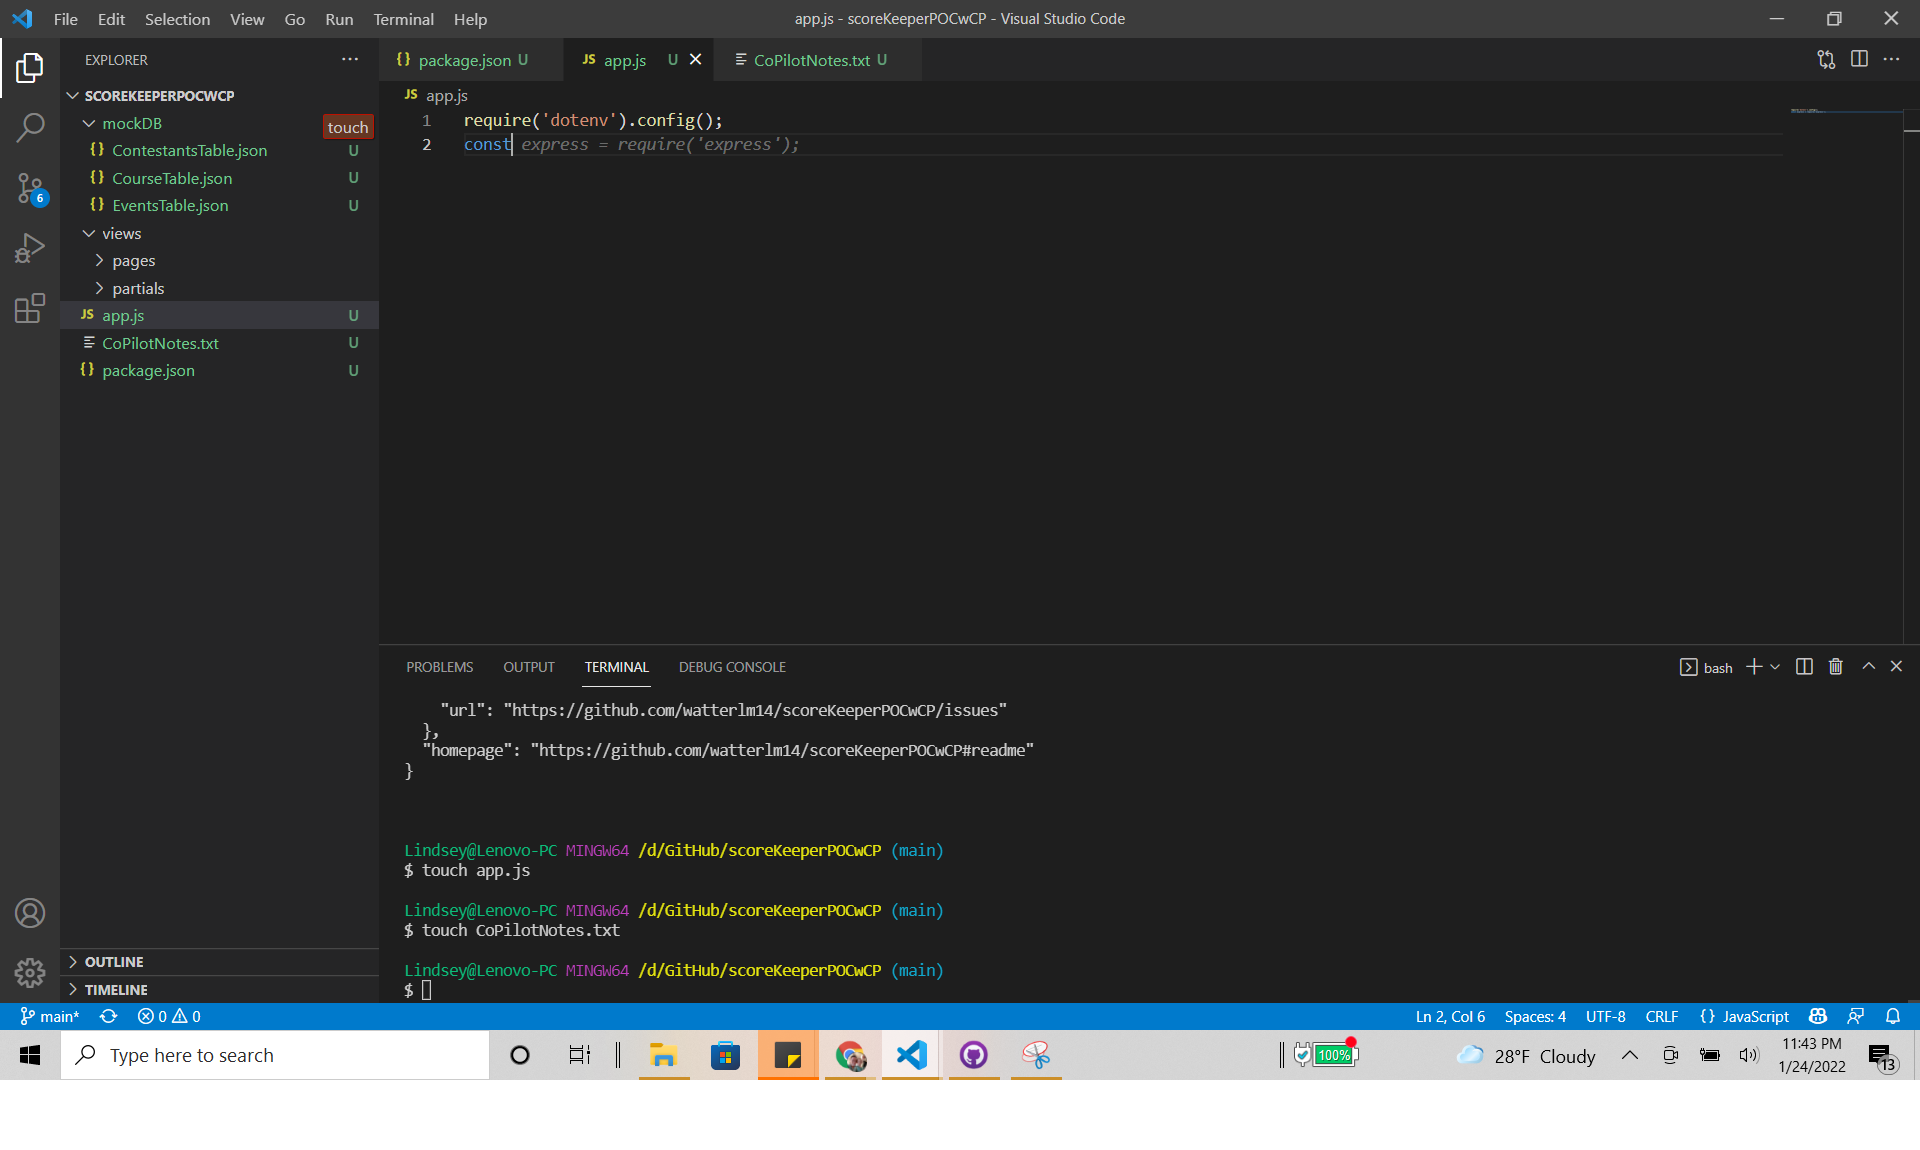 File Edit Selection View Go Run Terminal Help
app.js - scoreKeeperPOCwCP - Visual Studio Code
EXPLORER
SCOREKEEPERPOCWCP
mockDB
touch
{} ContestantsTable.json U
{} CourseTable.json U
{} EventsTable.json U
views
pages
partials
JS app.js U
CoPilotNotes.txt U
{} package.json U
OUTLINE
TIMELINE
6
{} package.json U
JS app.js U
CoPilotNotes.txt U
JS app.js
1 require('dotenv').config();
2 const express = require('express');
PROBLEMS OUTPUT TERMINAL DEBUG CONSOLE
bash
"url": "https://github.com/watterlm14/scoreKeeperPOCwCP/issues"
},
"homepage": "https://github.com/watterlm14/scoreKeeperPOCwCP#readme"
}
Lindsey@Lenovo-PC MINGW64 /d/GitHub/scoreKeeperPOCwCP (main)
$ touch app.js
Lindsey@Lenovo-PC MINGW64 /d/GitHub/scoreKeeperPOCwCP (main)
$ touch CoPilotNotes.txt
Lindsey@Lenovo-PC MINGW64 /d/GitHub/scoreKeeperPOCwCP (main)
$
main* 0 0
Ln 2, Col 6 Spaces: 4 UTF-8 CRLF {} JavaScript
Type here to search
100%
28°F Cloudy
11:43 PM
1/24/2022
13